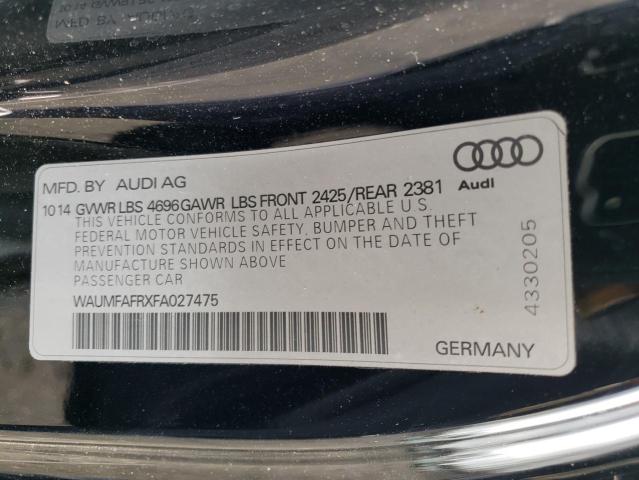 MFD. BY AUDI AG
10 14 GVWR LBS 4696 GAWR LBS FRONT 2425/REAR 2381
THIS VEHICLE CONFORMS TO ALL APPLICABLE U.S.
FEDERAL MOTOR VEHICLE SAFETY, BUMPER AND THEFT
PREVENTION STANDARDS IN EFFECT ON THE DATE OF
MANUFACTURE SHOWN ABOVE
PASSENGER CAR
WAUMFAFRXFA027475
Audi
4330205
GERMANY